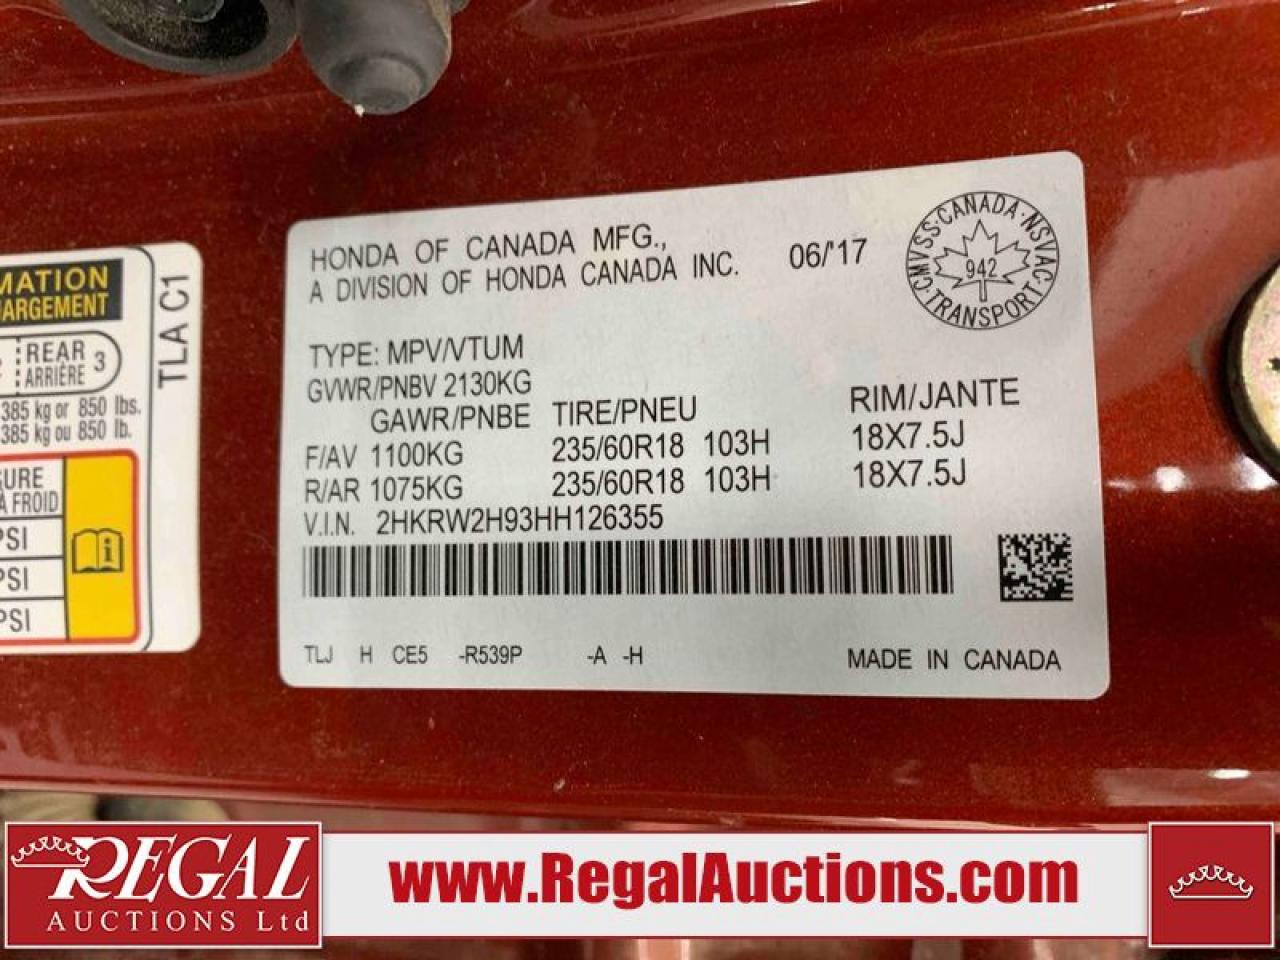 MATION
ARGEMENT
REAR 3
ARRIÈRE
385 kg or 850 lbs.
385 kg ou 850 lb.
URE
A FROID
PSI
PSI
PSI
TLA C1
HONDA OF CANADA MFG.,
A DIVISION OF HONDA CANADA INC.
06/'17
CMVSS·CANADA·NSVAC·TRANSPORT·
942
TYPE: MPV/VTUM
GVWR/PNBV 2130KG
GAWR/PNBE TIRE/PNEU RIM/JANTE
F/AV 1100KG 235/60R18 103H 18X7.5J
R/AR 1075KG 235/60R18 103H 18X7.5J
V.I.N. 2HKRW2H93HH126355
TLJ H CE5 -R539P -A -H MADE IN CANADA
REGAL
AUCTIONS Ltd
www.RegalAuctions.com